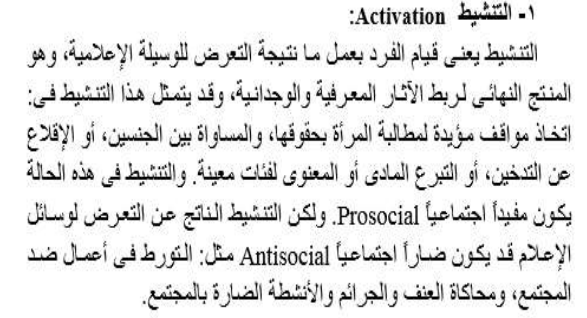 ١- التنشيط Activation:
التنشيط يعنى قيام الفرد بعمل ما نتيجة التعرض للوسيلة الإعلامية، وهو
المنتج النهائى لربط الآثار المعرفية والوجدانية، وقد يتمثل هذا التنشيط فى:
اتخاذ مواقف مؤيدة لمطالبة المرأة بحقوقها، والمساواة بين الجنسين، أو الإقلاع
عن التدخين، أو التبرع المادى أو المعنوى لفئات معينة. والتنشيط فى هذه الحالة
يكون مفيداً اجتماعياً Prosocial. ولكن التنشيط الناتج عن التعرض لوسائل
الإعلام قد يكون ضاراً اجتماعياً Antisocial مثل: التورط فى أعمال ضد
المجتمع، ومحاكاة العنف والجرائم والأنشطة الضارة بالمجتمع.